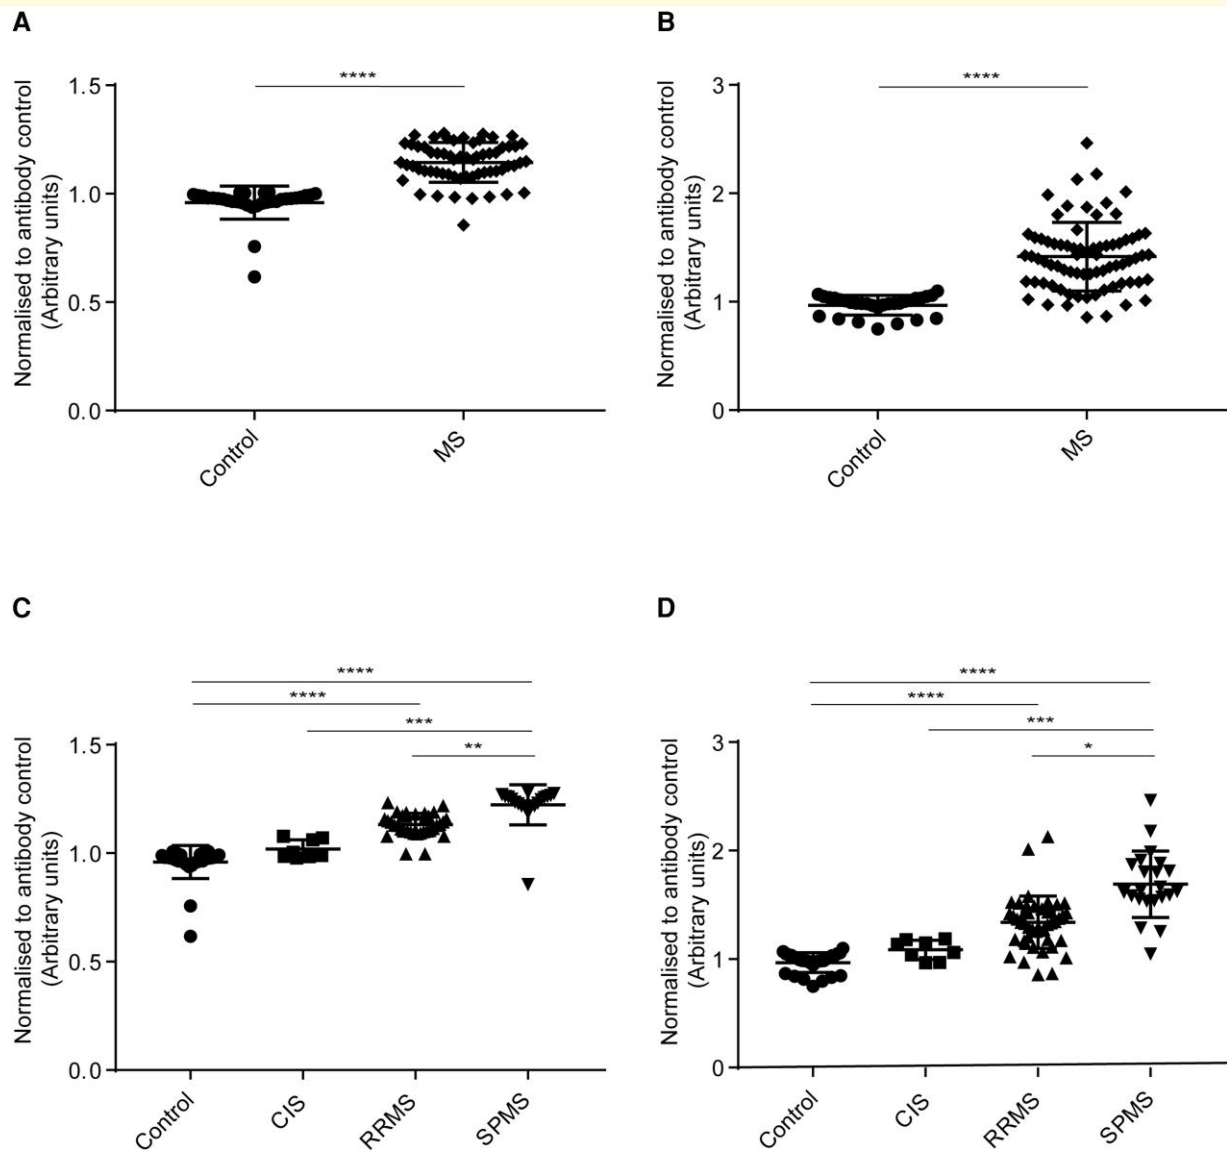 A
Normalised to antibody control
(Arbitrary units)
1.5
1.0
0.5
0.0
****
Control
MS
B
Normalised to antibody control
(Arbitrary units)
3
2
1
0
****
Control
MS
C
Normalised to antibody control
(Arbitrary units)
****
****
***
**
1.5
1.0
0.5
0.0
Control
CIS
RRMS
SPMS
D
Normalised to antibody control
(Arbitrary units)
****
****
***
*
3
2
1
0
Control
CIS
RRMS
SPMS